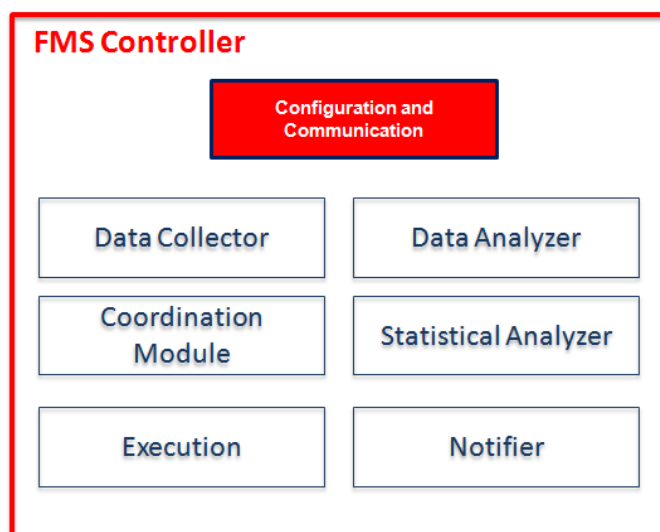 FMS Controller
Configuration and
Communication
Data Collector
Data Analyzer
Coordination
Module
Statistical Analyzer
Execution
Notifier